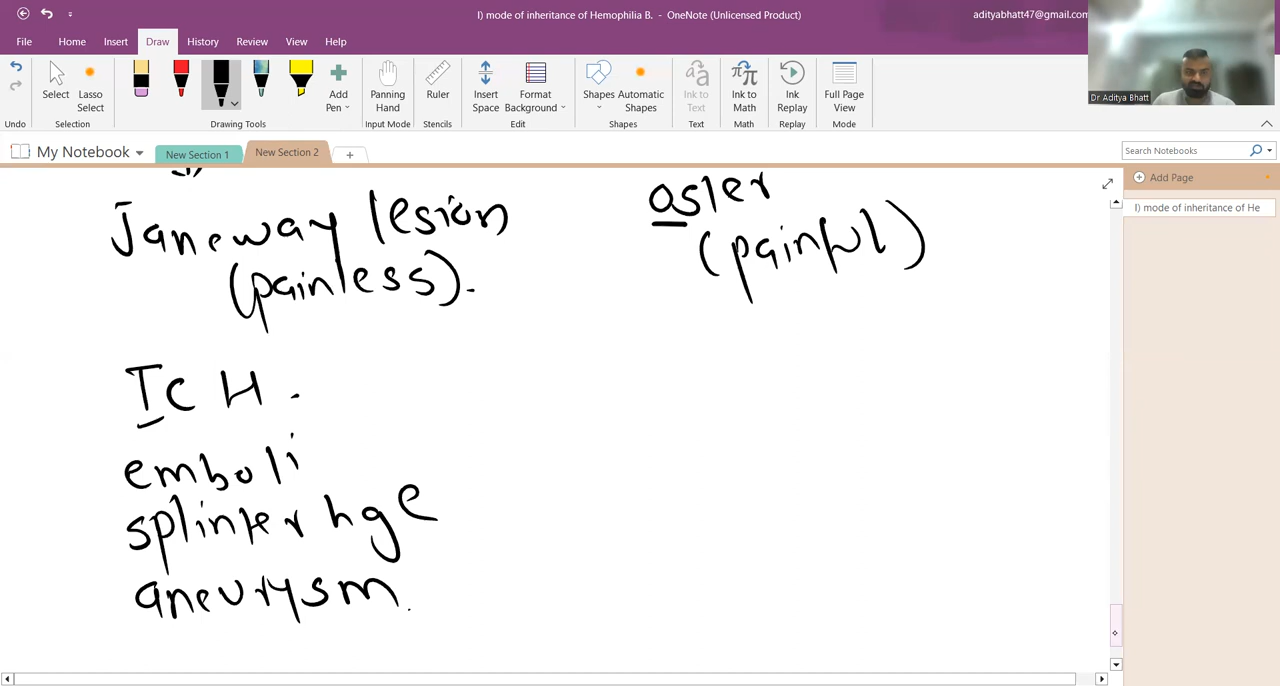 I) mode of inheritance of Hemophilia B. - OneNote (Unlicensed Product)
adityabhatt47@gmail.com
File Home Insert Draw History Review View Help
Select
Lasso Select
Add Pen
Panning Hand
Ruler
Insert Space
Format Background
Shapes
Automatic Shapes
Ink to Text
Ink to Math
Ink Replay
Full Page View
Undo Selection Drawing Tools Input Mode Stencils Edit Shapes Text Math Replay Mode
Dr Aditya Bhatt
My Notebook New Section 1 New Section 2
Search Notebooks
Add Page
I) mode of inheritance of He
Janeway lesion
(painless).
osler
(painful)
ICH.
emboli
splinter hge
aneurysm.